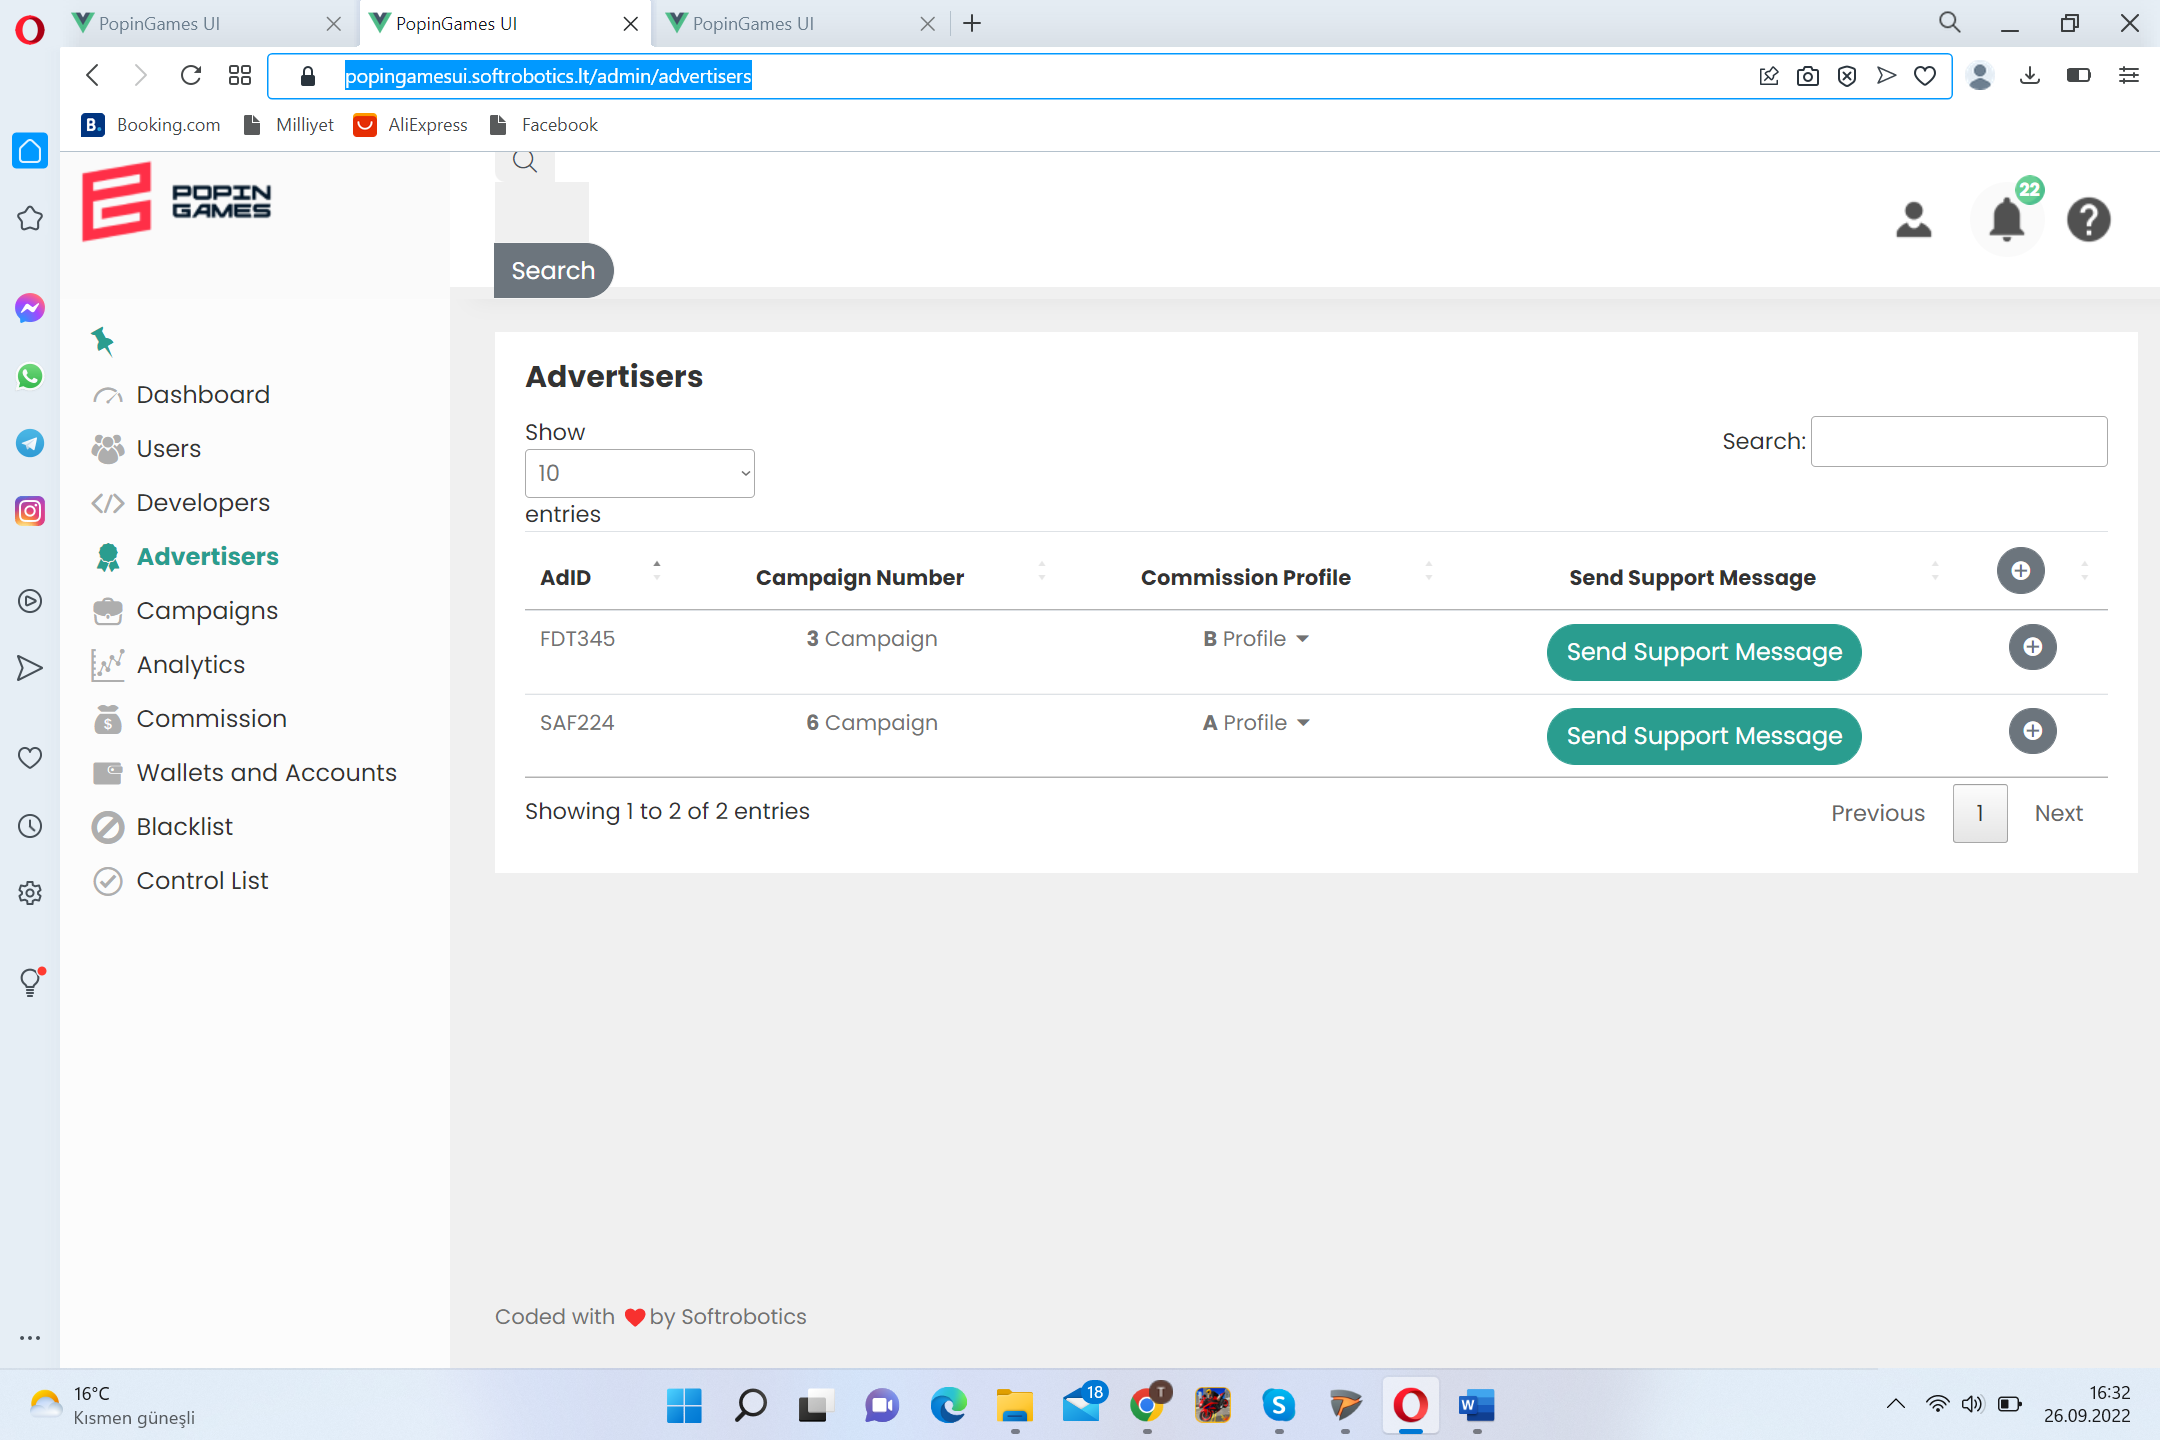 PopinGames UI
PopinGames UI
PopinGames UI
popingamesui.softrobotics.lt/admin/advertisers
B. Booking.com
Milliyet
AliExpress
Facebook
POPIN
GAMES
22
Search
Dashboard
Users
Developers
Advertisers
Campaigns
Analytics
Commission
Wallets and Accounts
Blacklist
Control List
Advertisers
Show
10
entries
Search:
AdID Campaign Number Commission Profile Send Support Message
FDT345 3 Campaign B Profile Send Support Message
SAF224 6 Campaign A Profile Send Support Message
Showing 1 to 2 of 2 entries
Previous 1 Next
Coded with by Softrobotics
16°C
Kısmen güneşli
18
T
S
W
16:32
26.09.2022